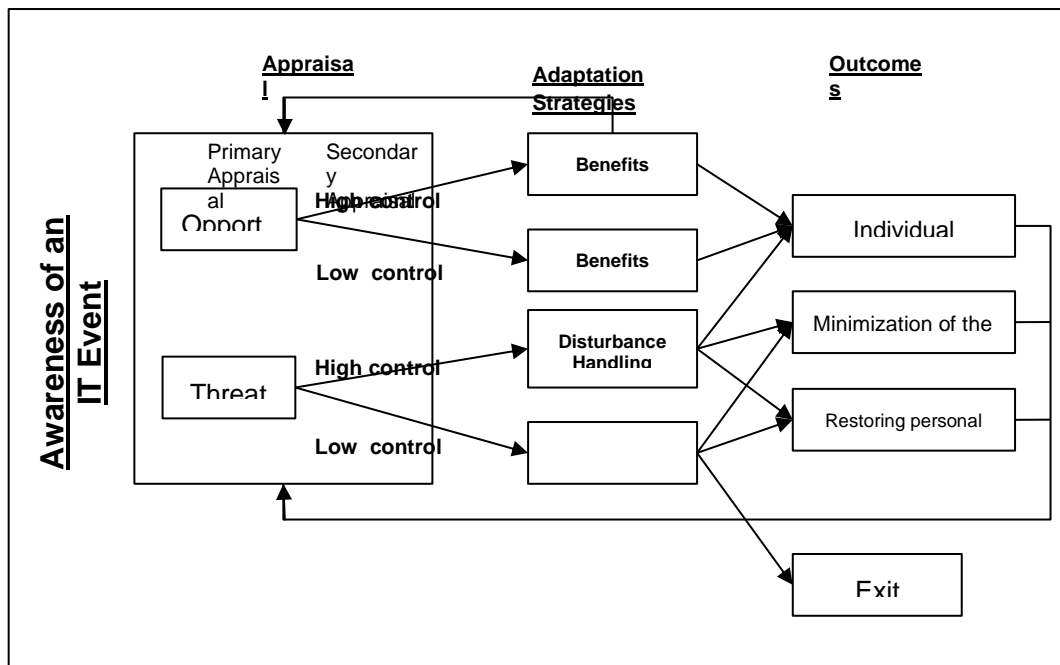 Appraisa
l
Adaptation
Strategies
Outcome
s
Awareness of an
IT Event
Primary
Apprais
al
Secondar
y
Appraisal
Opport
High control
Low control
Threat
High control
Low control
Benefits
Benefits
Disturbance
Handling
Individual
Minimization of the
Restoring personal
Exit